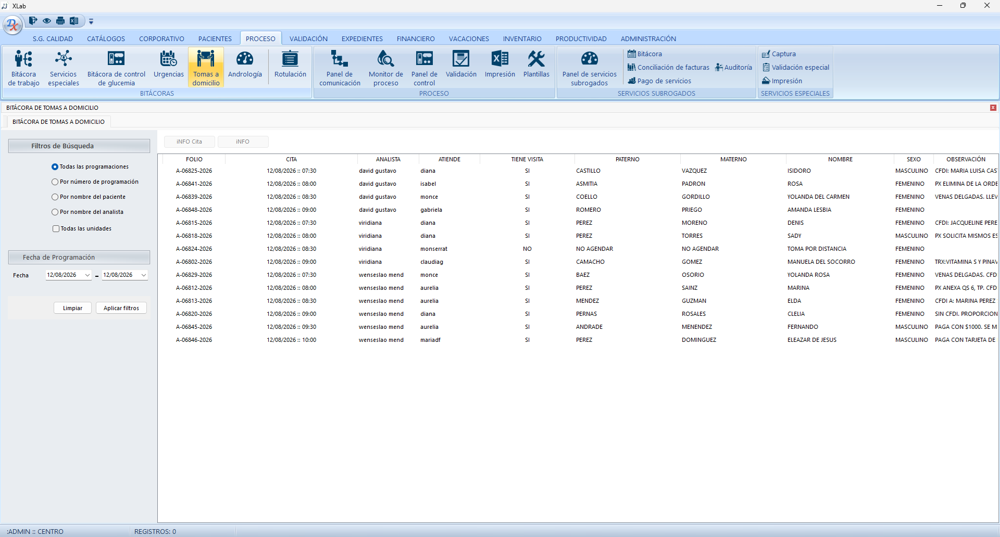 XLab
S.G. CALIDAD CATÁLOGOS CORPORATIVO PACIENTES PROCESO VALIDACIÓN EXPEDIENTES FINANCIERO VACACIONES INVENTARIO PRODUCTIVIDAD ADMINISTRACIÓN
Bitácora de trabajo
Servicios especiales
Bitácora de control de glucemia
Urgencias
Tomas a domicilio
Andrología
Rotulación
BITÁCORAS
Panel de comunicación
Monitor de proceso
Panel de control
Validación
Impresión
Plantillas
PROCESO
Panel de servicios subrogados
Bitácora
Conciliación de facturas
Auditoría
Pago de servicios
SERVICIOS SUBROGADOS
Captura
Validación especial
Impresión
SERVICIOS ESPECIALES
BITÁCORA DE TOMAS A DOMICILIO
BITÁCORA DE TOMAS A DOMICILIO
Filtros de Búsqueda
Todas las programaciones
Por número de programación
Por nombre del paciente
Por nombre del analista
Todas las unidades
Fecha de Programación
Fecha 12/08/2026 - 12/08/2026
Limpiar Aplicar filtros
iNFO Cita iNFO
FOLIO CITA ANALISTA ATIENDE TIENE VISITA PATERNO MATERNO NOMBRE SEXO OBSERVACIÓN
A-06825-2026 12/08/2026 :: 07:30 david gustavo diana SI CASTILLO VAZQUEZ ISIDORO MASCULINO CFDI: MARIA LUISA CAS
A-06841-2026 12/08/2026 :: 08:00 david gustavo isabel SI ASMITIA PADRON ROSA FEMENINO PX ELIMINA DE LA ORDE
A-06839-2026 12/08/2026 :: 08:30 david gustavo monce SI COELLO GORDILLO YOLANDA DEL CARMEN FEMENINO VENAS DELGADAS. LLEV
A-06848-2026 12/08/2026 :: 09:00 david gustavo gabriela SI ROMERO PRIEGO AMANDA LESBIA FEMENINO
A-06815-2026 12/08/2026 :: 07:30 viridiana diana SI PEREZ MORENO DENIS FEMENINO CFDI: JACQUELINE PERE
A-06818-2026 12/08/2026 :: 08:00 viridiana diana SI PEREZ TORRES SADY MASCULINO PX SOLICITA MISMOS ES
A-06824-2026 12/08/2026 :: 08:30 viridiana monserrat NO NO AGENDAR NO AGENDAR TOMA POR DISTANCIA FEMENINO
A-06802-2026 12/08/2026 :: 09:00 viridiana claudiag SI CAMACHO GOMEZ MANUELA DEL SOCORRO FEMENINO TRX:VITAMINA S Y PINAV
A-06829-2026 12/08/2026 :: 07:30 wenseslao mend monce SI BAEZ OSORIO YOLANDA ROSA FEMENINO VENAS DELGADAS. CFD
A-06812-2026 12/08/2026 :: 08:00 wenseslao mend aurelia SI PEREZ SAINZ MARINA FEMENINO PX ANEXA QS 6, TP. CFD
A-06813-2026 12/08/2026 :: 08:30 wenseslao mend aurelia SI MENDEZ GUZMAN ELDA FEMENINO CFDI A: MARINA PEREZ
A-06820-2026 12/08/2026 :: 09:00 wenseslao mend diana SI PERNAS ROSALES CLELIA FEMENINO SIN CFDI. PROPORCION
A-06845-2026 12/08/2026 :: 09:30 wenseslao mend aurelia SI ANDRADE MENENDEZ FERNANDO MASCULINO PAGA CON $1000. SE M
A-06846-2026 12/08/2026 :: 10:00 wenseslao mend mariadf SI PEREZ DOMINGUEZ ELEAZAR DE JESUS MASCULINO PAGA CON TARJETA DE
:ADMIN :: CENTRO REGISTROS: 0